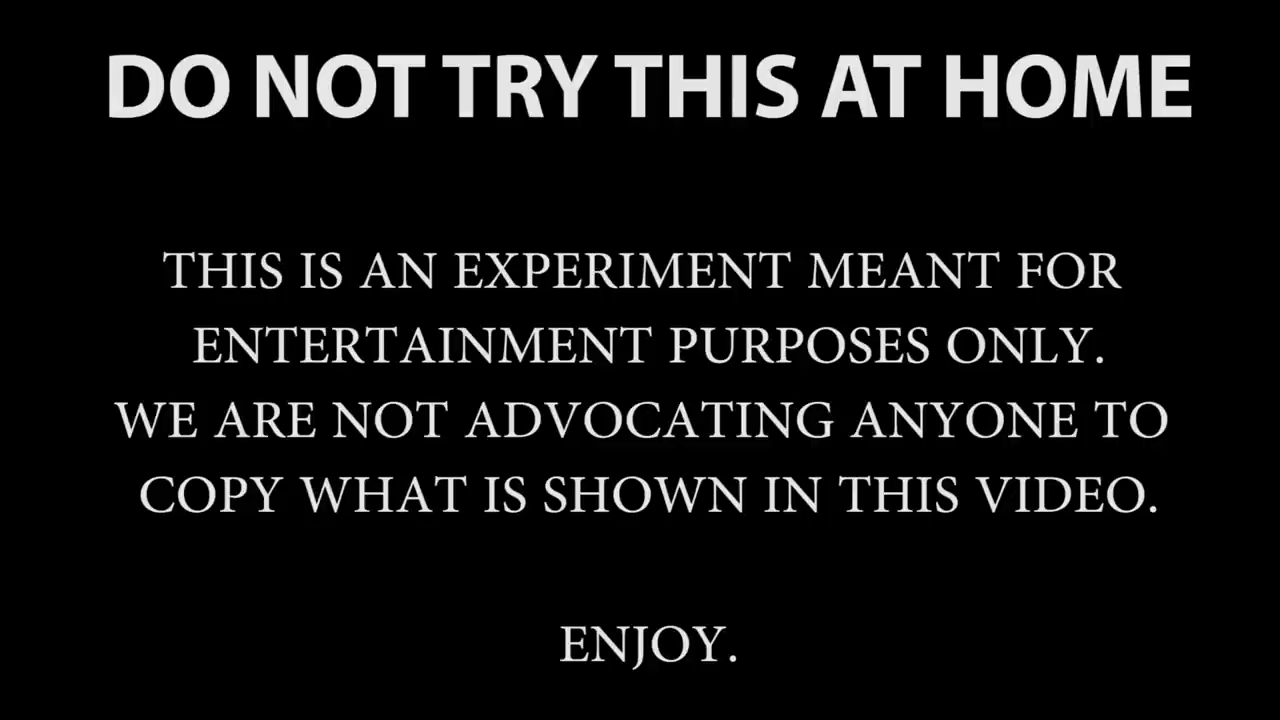 DO NOT TRY THIS AT HOME
THIS IS AN EXPERIMENT MEANT FOR
ENTERTAINMENT PURPOSES ONLY.
WE ARE NOT ADVOCATING ANYONE TO
COPY WHAT IS SHOWN IN THIS VIDEO.
ENJOY.